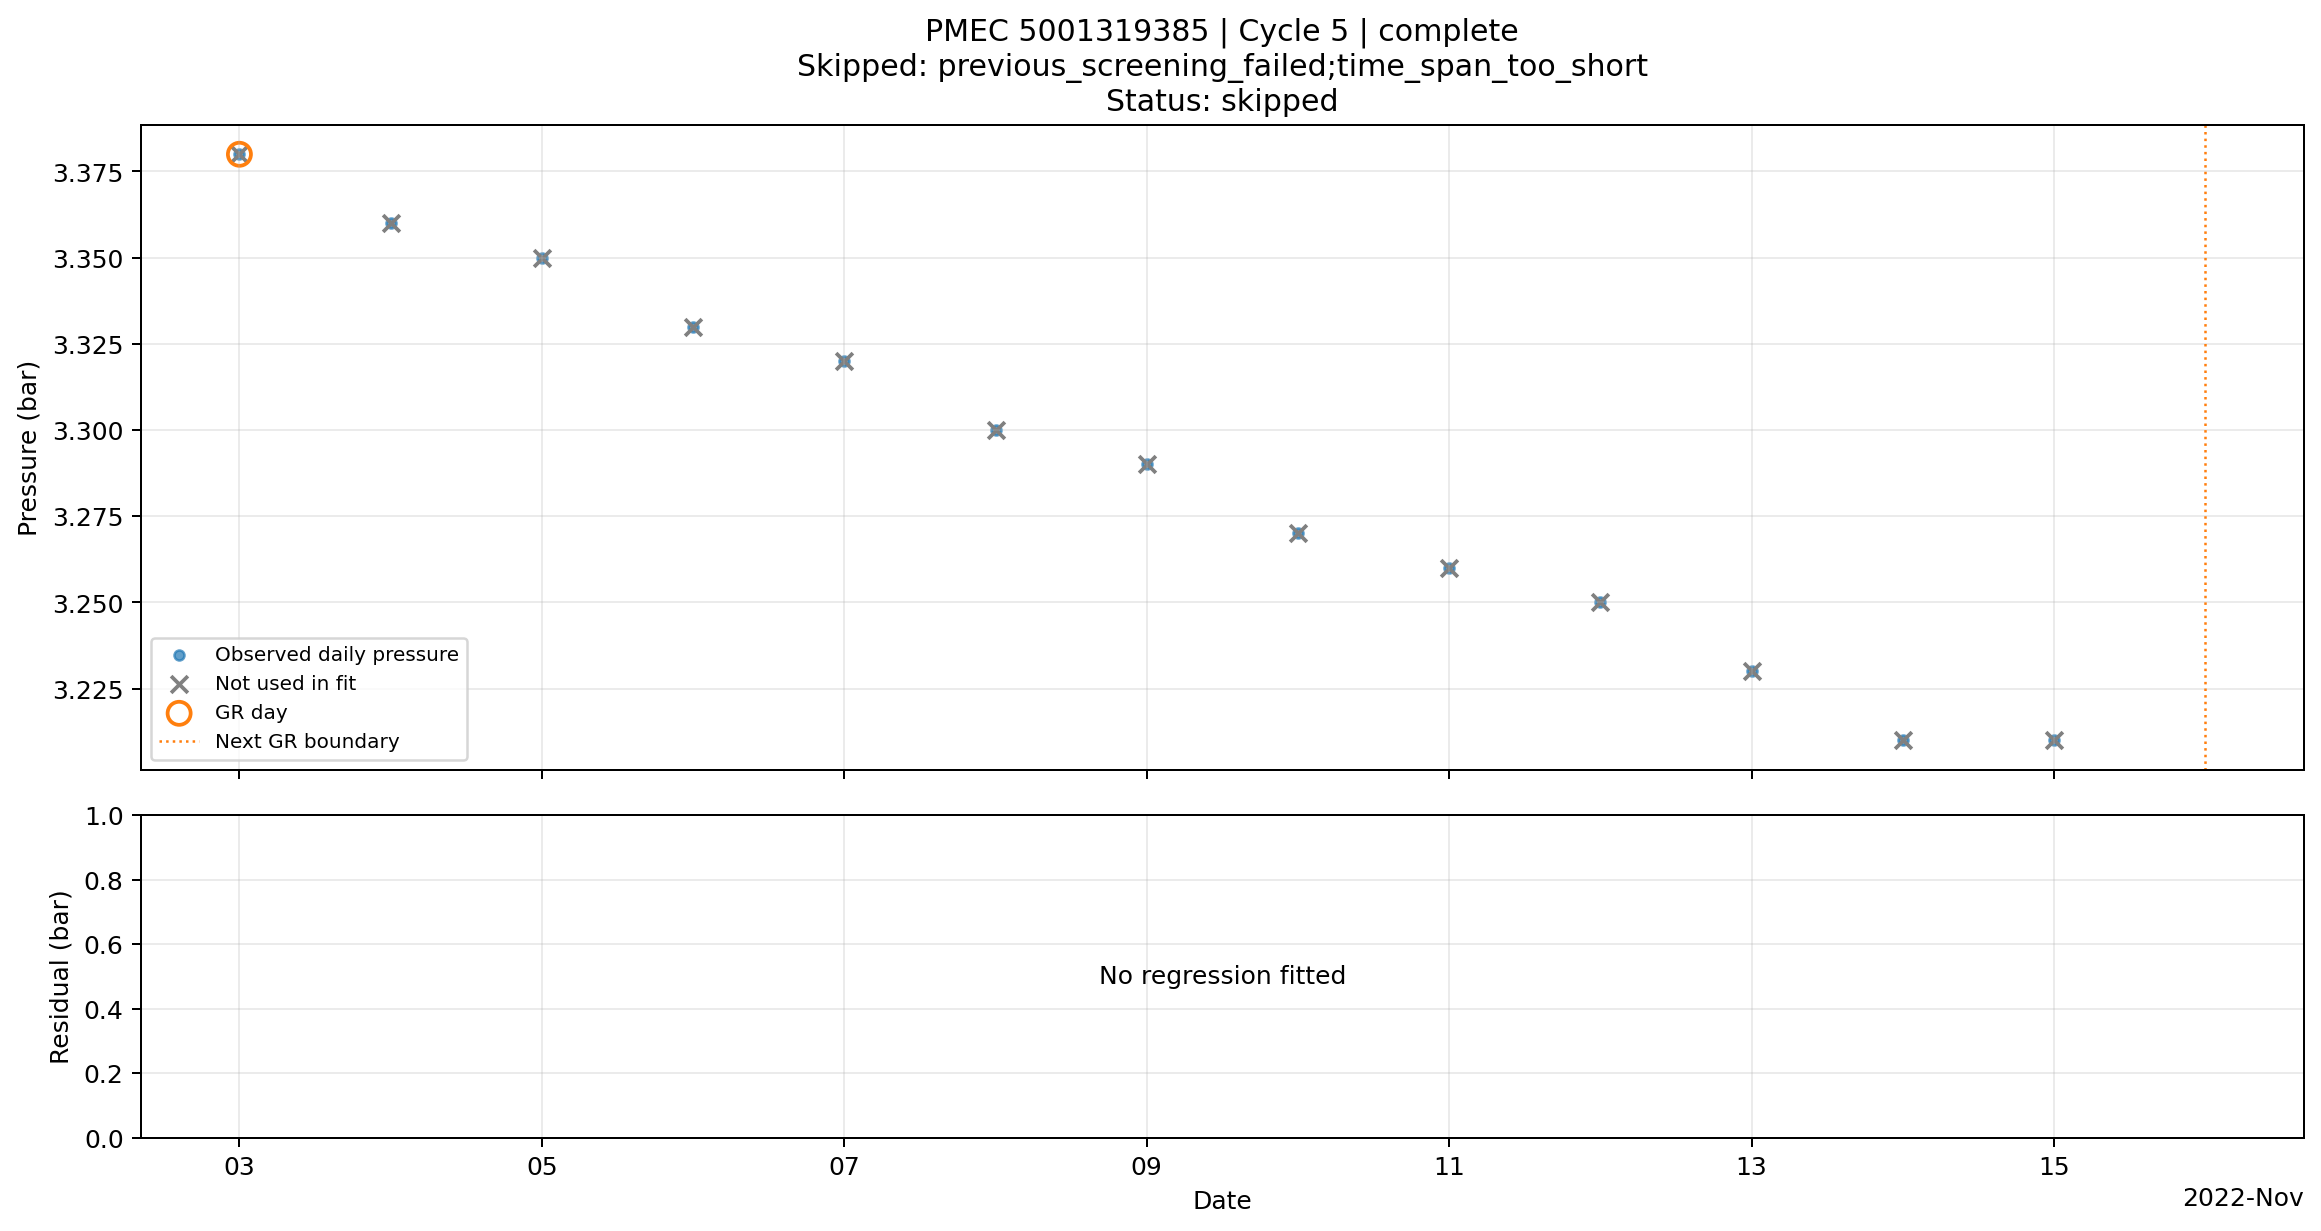 PMEC 5001319385 | Cycle 5 | complete
Skipped: previous_screening_failed;time_span_too_short
Status: skipped
Pressure (bar)
3.375
3.350
3.325
3.300
3.275
3.250
3.225
Observed daily pressure
Not used in fit
GR day
Next GR boundary
Residual (bar)
1.0
0.8
0.6
0.4
0.2
0.0
No regression fitted
03 05 07 09 11 13 15
Date
2022-Nov